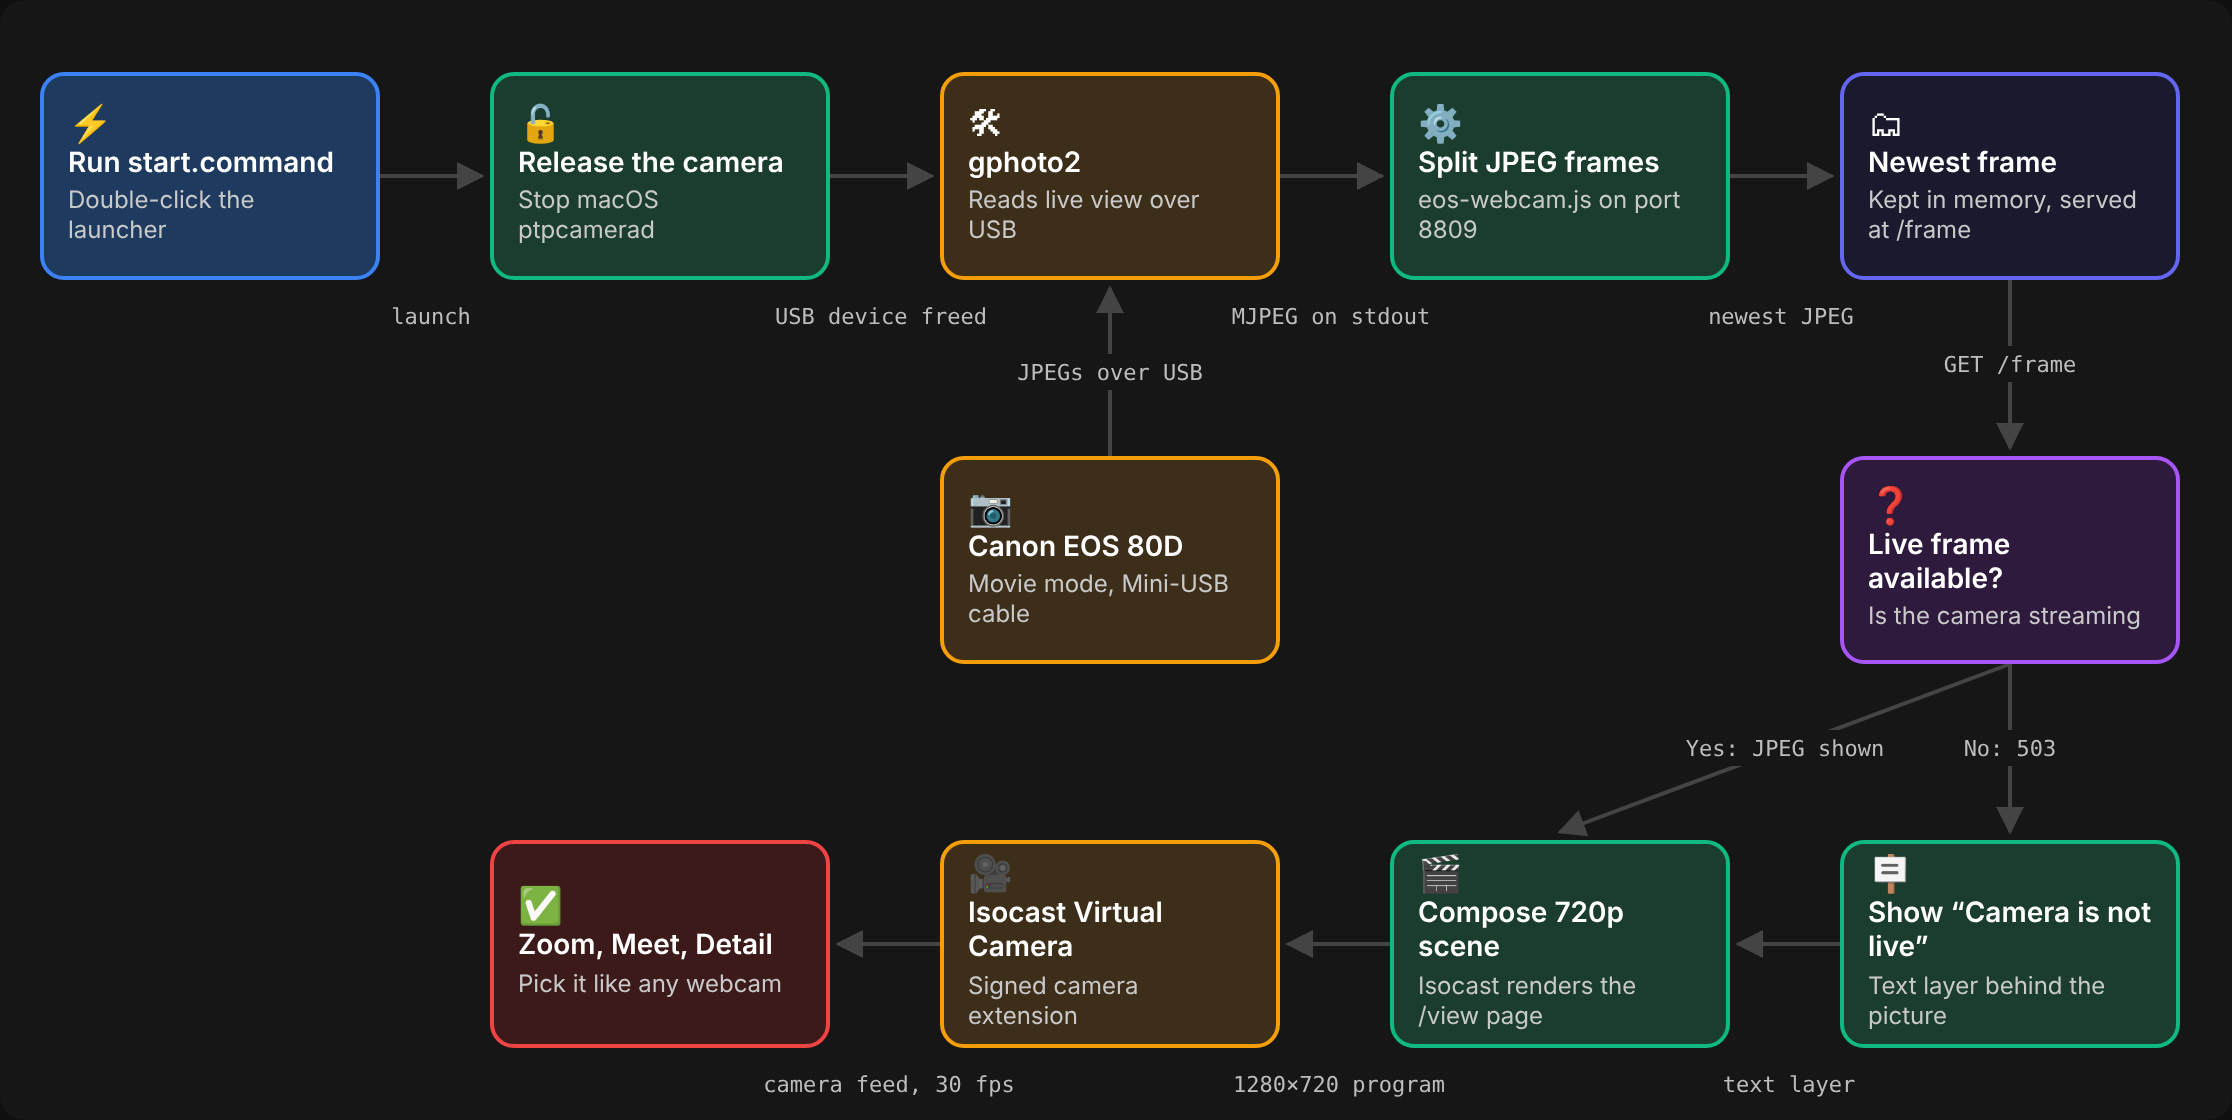 Run start.command
Double-click the
launcher
Release the camera
Stop macOS
ptpcamerad
gphoto2
Reads live view over
USB
Split JPEG frames
eos-webcam.js on port
8809
Newest frame
Kept in memory, served
at /frame
launch
USB device freed
MJPEG on stdout
newest JPEG
JPEGs over USB
GET /frame
Canon EOS 80D
Movie mode, Mini-USB
cable
Live frame
available?
Is the camera streaming
Yes: JPEG shown
No: 503
Zoom, Meet, Detail
Pick it like any webcam
Isocast Virtual
Camera
Signed camera
extension
Compose 720p
scene
Isocast renders the
/view page
Show “Camera is not
live”
Text layer behind the
picture
camera feed, 30 fps
1280×720 program
text layer